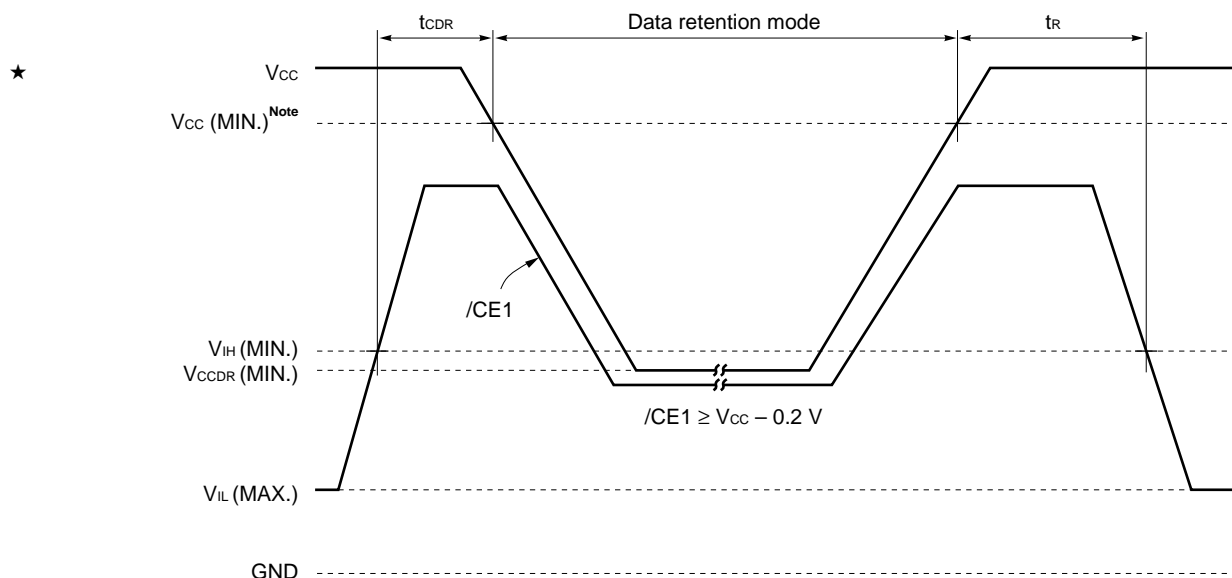 tCDR
Data retention mode
tR
★
VCC
VCC (MIN.)Note
/CE1
VIH (MIN.)
VCCDR (MIN.)
/CE1 ≥ VCC – 0.2 V
VIL (MAX.)
GND